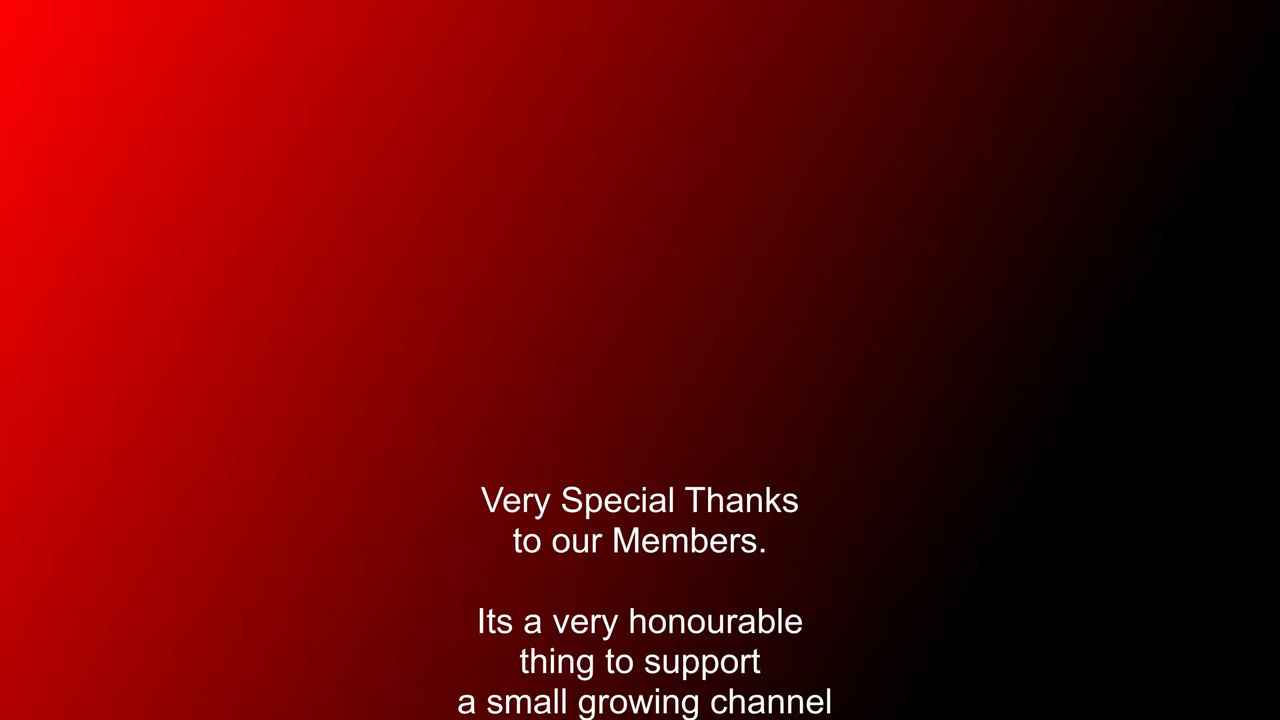 Very Special Thanks
to our Members.
Its a very honourable
thing to support
a small growing channel